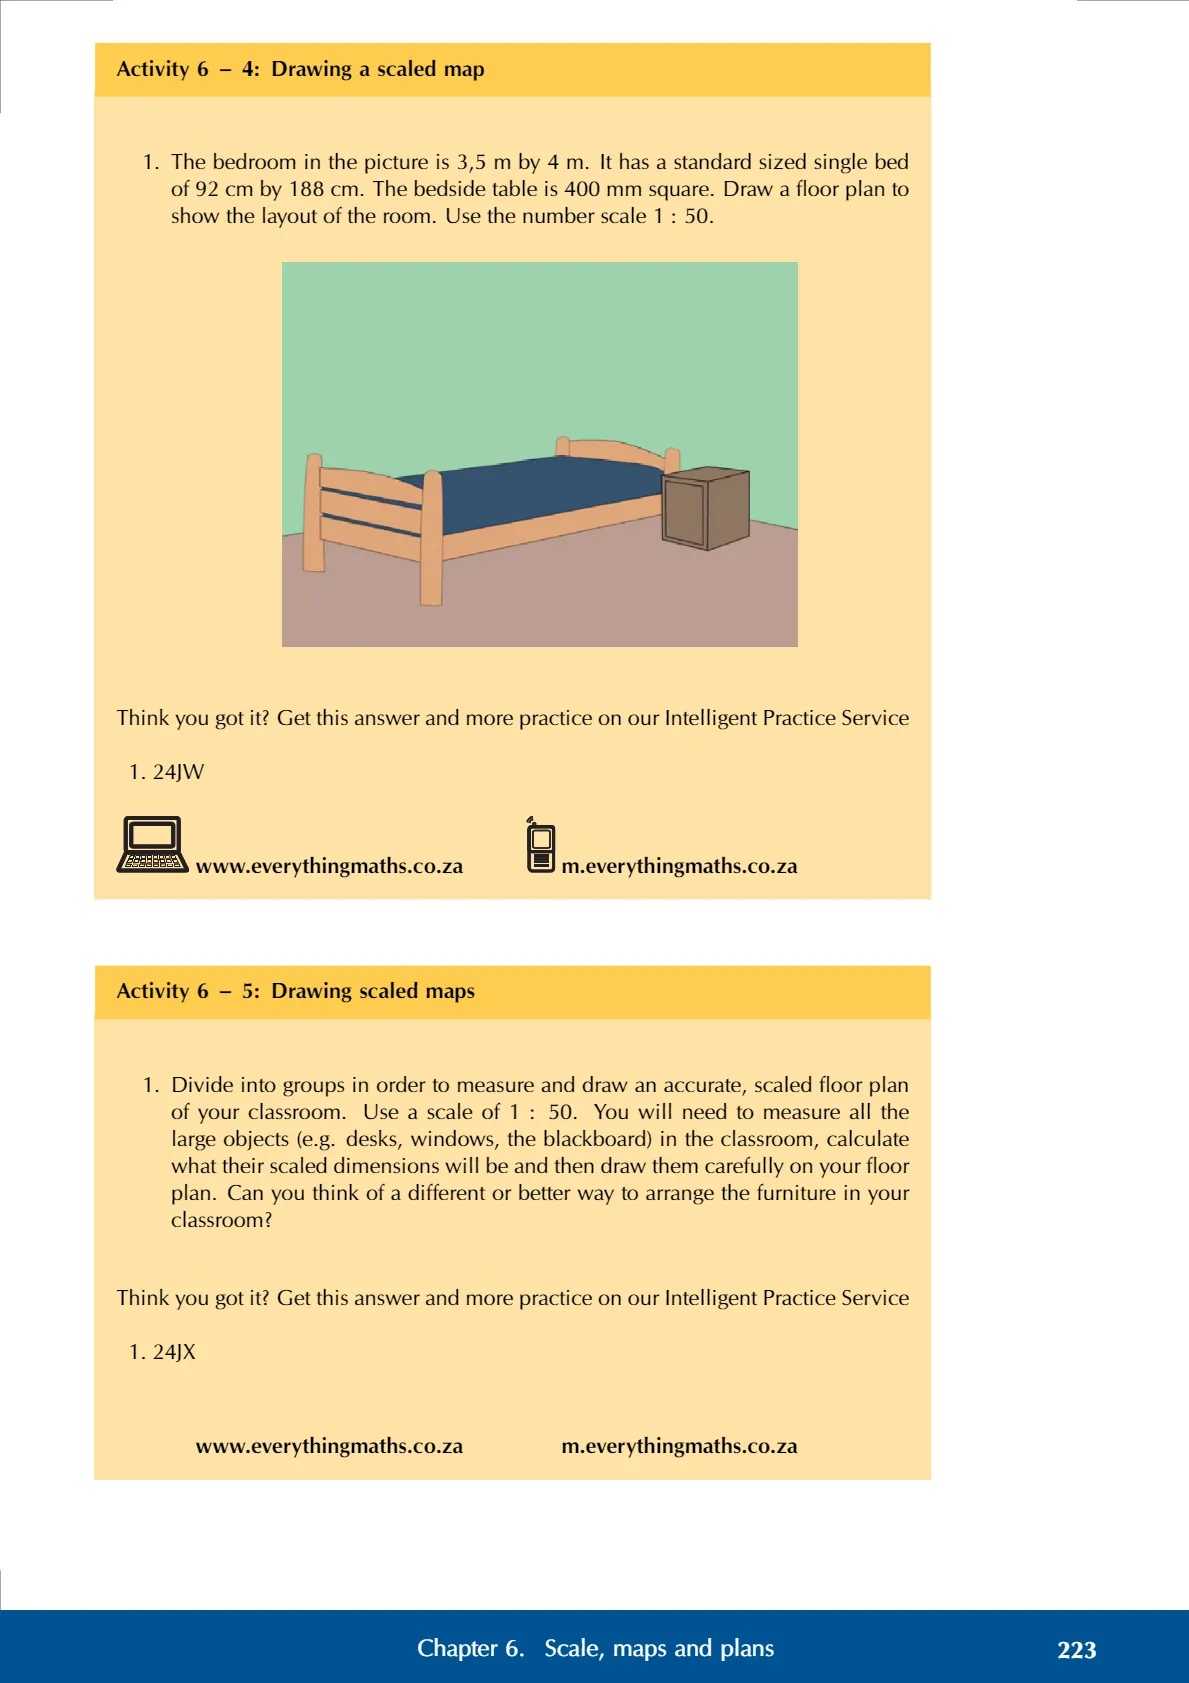 Activity 6 – 4: Drawing a scaled map
1. The bedroom in the picture is 3,5 m by 4 m. It has a standard sized single bed
of 92 cm by 188 cm. The bedside table is 400 mm square. Draw a floor plan to
show the layout of the room. Use the number scale 1 : 50.
Think you got it? Get this answer and more practice on our Intelligent Practice Service
1. 24JW
www.everythingmaths.co.za m.everythingmaths.co.za
Activity 6 – 5: Drawing scaled maps
1. Divide into groups in order to measure and draw an accurate, scaled floor plan
of your classroom. Use a scale of 1 : 50. You will need to measure all the
large objects (e.g. desks, windows, the blackboard) in the classroom, calculate
what their scaled dimensions will be and then draw them carefully on your floor
plan. Can you think of a different or better way to arrange the furniture in your
classroom?
Think you got it? Get this answer and more practice on our Intelligent Practice Service
1. 24JX
www.everythingmaths.co.za m.everythingmaths.co.za
Chapter 6. Scale, maps and plans 223